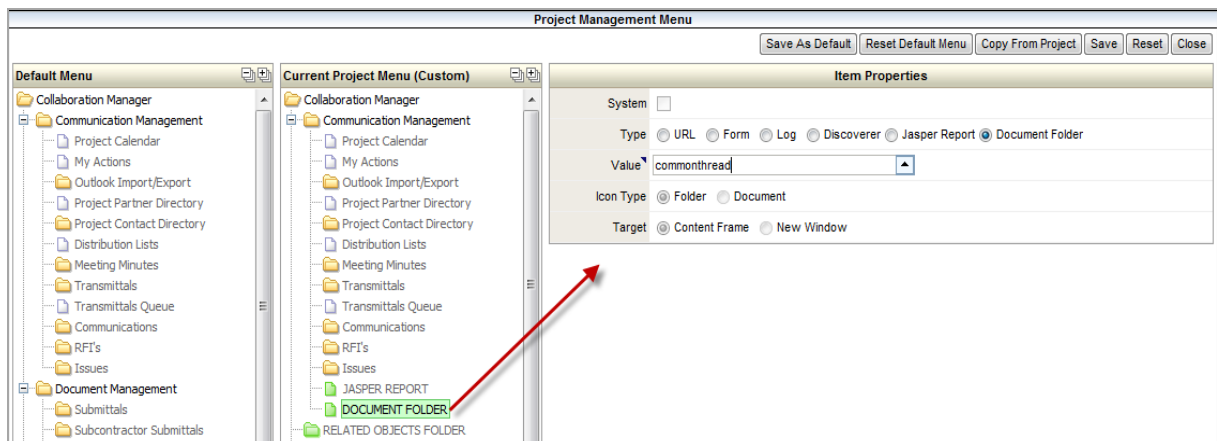 Project Management Menu
Save As Default Reset Default Menu Copy From Project Save Reset Close
Default Menu
Collaboration Manager
Communication Management
Project Calendar
My Actions
Outlook Import/Export
Project Partner Directory
Project Contact Directory
Distribution Lists
Meeting Minutes
Transmittals
Transmittals Queue
Communications
RFI's
Issues
Document Management
Submittals
Subcontractor Submittals
Current Project Menu (Custom)
Collaboration Manager
Communication Management
Project Calendar
My Actions
Outlook Import/Export
Project Partner Directory
Project Contact Directory
Distribution Lists
Meeting Minutes
Transmittals
Transmittals Queue
Communications
RFI's
Issues
JASPER REPORT
DOCUMENT FOLDER
RELATED OBJECTS FOLDER
Item Properties
System
Type URL Form Log Discoverer Jasper Report Document Folder
Value commonthread
Icon Type Folder Document
Target Content Frame New Window